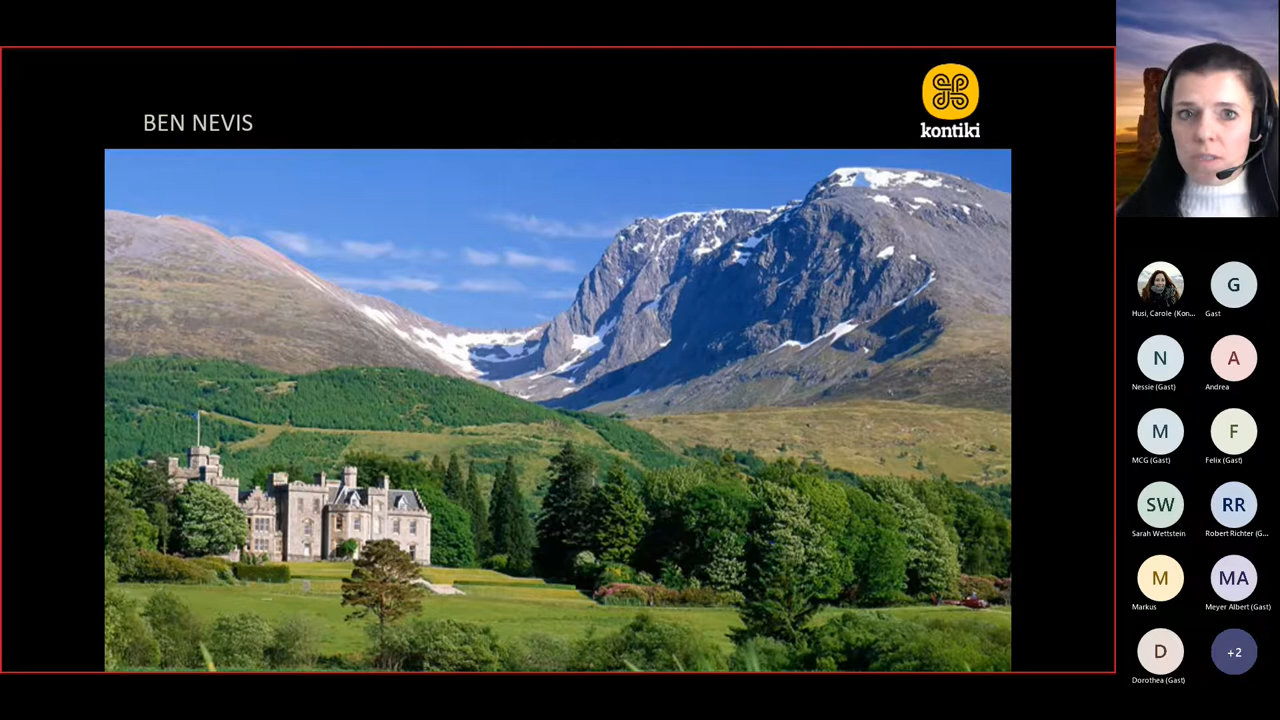 BEN NEVIS
kontiki
Husi, Carole (Kon...
G
Gast
N
Nessie (Gast)
A
Andrea
M
MCG (Gast)
F
Felix (Gast)
SW
Sarah Wettstein
RR
Robert Richter (G...
M
Markus
MA
Meyer Albert (Gast)
D
Dorothea (Gast)
+2